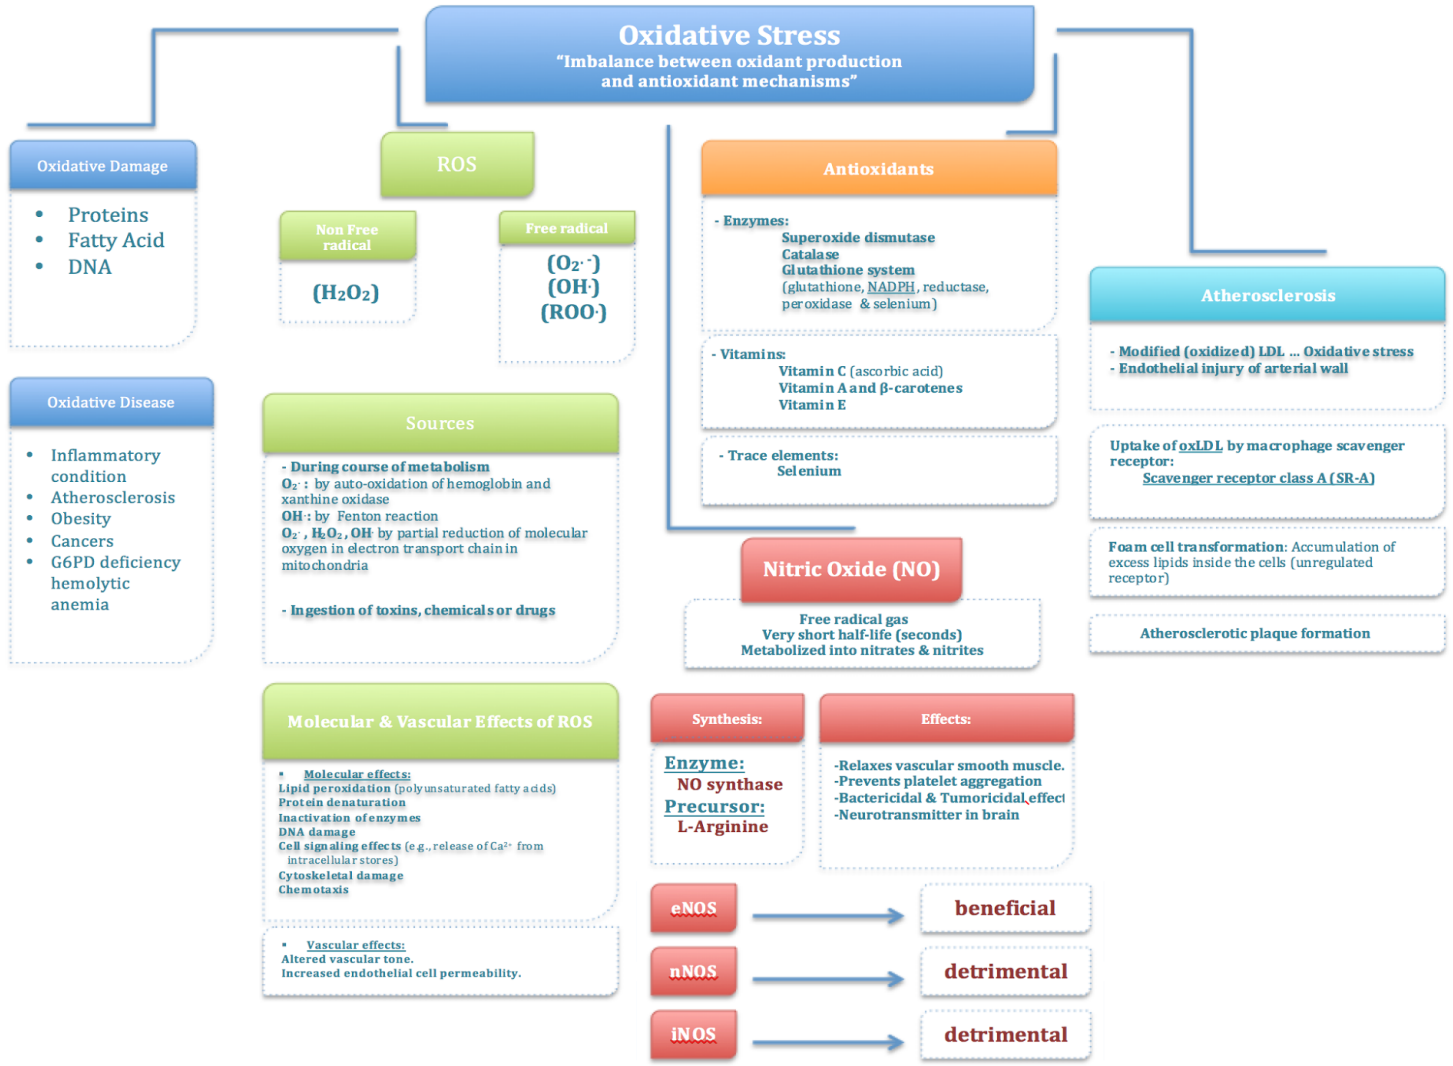 Oxidative Stress
“Imbalance between oxidant production
and antioxidant mechanisms”
Oxidative Damage
• Proteins
• Fatty Acid
• DNA
Oxidative Disease
• Inflammatory
condition
• Atherosclerosis
• Obesity
• Cancers
• G6PD deficiency
hemolytic
anemia
ROS
Non Free
radical
(H₂O₂)
Free radical
(O₂·⁻)
(OH·)
(ROO·)
Sources
- During course of metabolism
O₂· : by auto-oxidation of hemoglobin and
xanthine oxidase
OH·: by Fenton reaction
O₂· , H₂O₂ , OH· by partial reduction of molecular
oxygen in electron transport chain in
mitochondria
- Ingestion of toxins, chemicals or drugs
Molecular & Vascular Effects of ROS
▪ Molecular effects:
Lipid peroxidation (polyunsaturated fatty acids)
Protein denaturation
Inactivation of enzymes
DNA damage
Cell signaling effects (e.g., release of Ca²⁺ from
intracellular stores)
Cytoskeletal damage
Chemotaxis
▪ Vascular effects:
Altered vascular tone.
Increased endothelial cell permeability.
Antioxidants
- Enzymes:
Superoxide dismutase
Catalase
Glutathione system
(glutathione, NADPH, reductase,
peroxidase & selenium)
- Vitamins:
Vitamin C (ascorbic acid)
Vitamin A and β-carotenes
Vitamin E
- Trace elements:
Selenium
Nitric Oxide (NO)
Free radical gas
Very short half-life (seconds)
Metabolized into nitrates & nitrites
Synthesis:
Enzyme:
NO synthase
Precursor:
L-Arginine
Effects:
-Relaxes vascular smooth muscle.
-Prevents platelet aggregation
-Bactericidal & Tumoricidal effect
-Neurotransmitter in brain
eNOS
beneficial
nNOS
detrimental
iNOS
detrimental
Atherosclerosis
- Modified (oxidized) LDL ... Oxidative stress
- Endothelial injury of arterial wall
Uptake of oxLDL by macrophage scavenger
receptor:
Scavenger receptor class A (SR-A)
Foam cell transformation: Accumulation of
excess lipids inside the cells (unregulated
receptor)
Atherosclerotic plaque formation